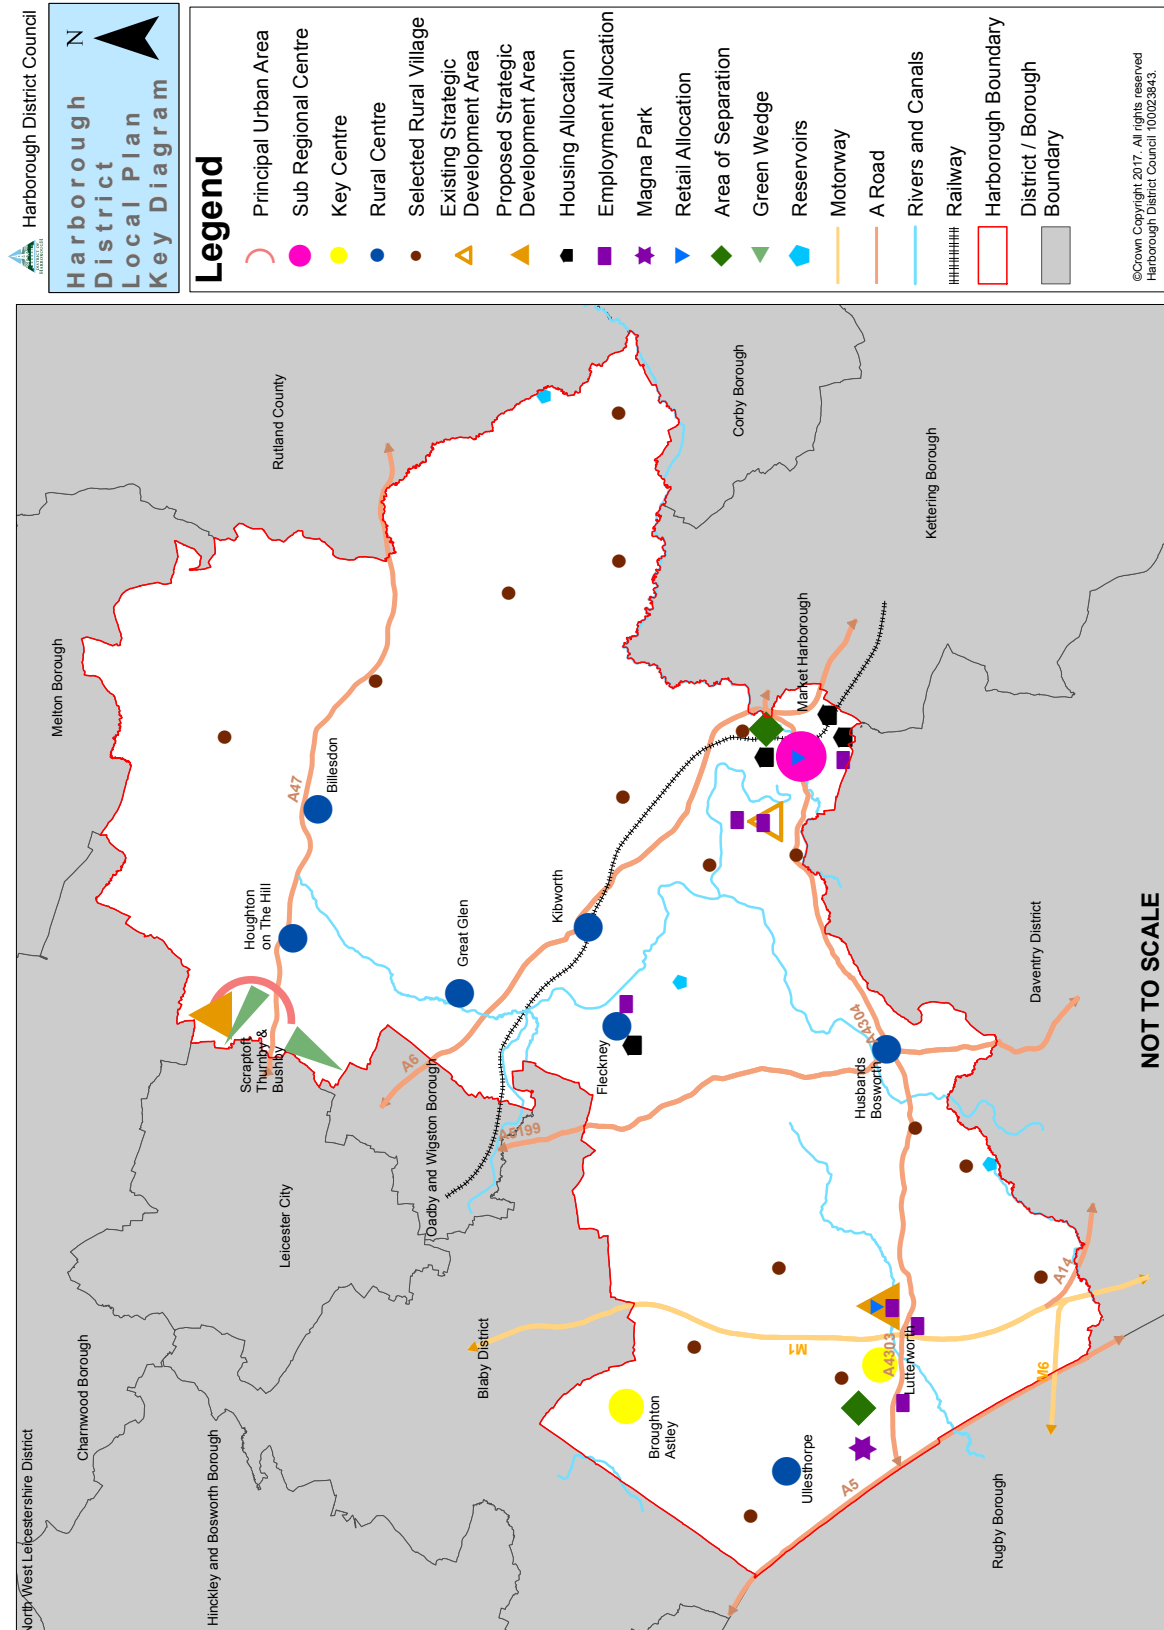 Harborough District Council
Harborough
District
Local Plan
Key Diagram
N
Legend
Principal Urban Area
Sub Regional Centre
Key Centre
Rural Centre
Selected Rural Village
Existing Strategic
Development Area
Proposed Strategic
Development Area
Housing Allocation
Employment Allocation
Magna Park
Retail Allocation
Area of Separation
Green Wedge
Reservoirs
Motorway
A Road
Rivers and Canals
Railway
Harborough Boundary
District / Borough
Boundary
©Crown Copyright 2017. All rights reserved
Harborough District Council 100023843.
North West Leicestershire District
Charnwood Borough
Melton Borough
Rutland County
Leicester City
Hinckley and Bosworth Borough
Oadby and Wigston Borough
Blaby District
Corby Borough
Kettering Borough
Daventry District
Rugby Borough
Scraptoft,
Thurnby &
Bushby
Houghton
on The Hill
Billesdon
A47
Great Glen
A6
Kibworth
Fleckney
A5199
Market Harborough
Husbands
Bosworth
A4304
Broughton
Astley
Ullesthorpe
Lutterworth
A4303
M1
A5
M6
A14
NOT TO SCALE